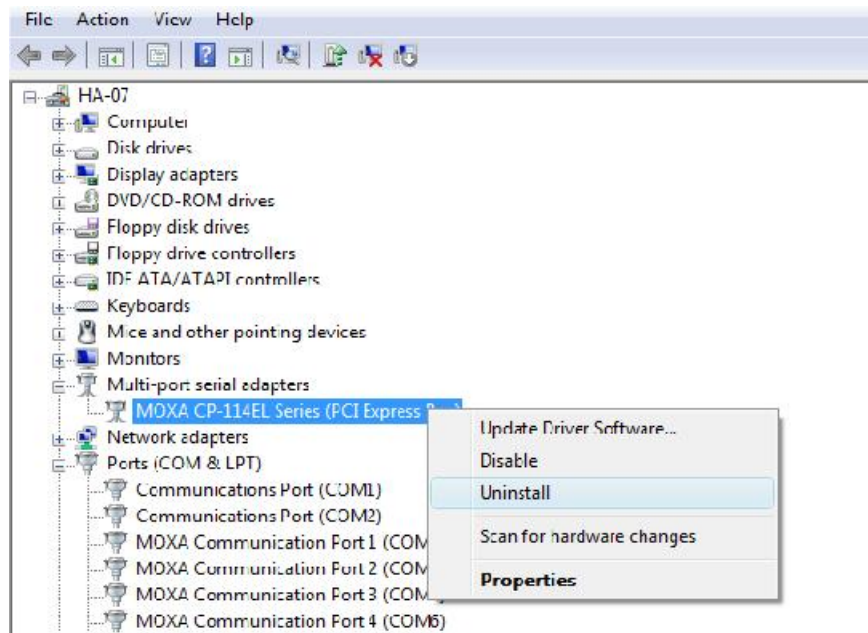 File Action View Help
HA-07
Computer
Disk drives
Display adapters
DVD/CD-ROM drives
Floppy disk drives
Floppy drive controllers
IDE ATA/ATAPI controllers
Keyboards
Mice and other pointing devices
Monitors
Multi-port serial adapters
MOXA CP-114EL Series (PCI Express
Network adapters
Ports (COM & LPT)
Communications Port (COM1)
Communications Port (COM2)
MOXA Communication Port 1 (COM
MOXA Communication Port 2 (COM
MOXA Communication Port 3 (COM
MOXA Communication Port 4 (COM6)
Update Driver Software...
Disable
Uninstall
Scan for hardware changes
Properties